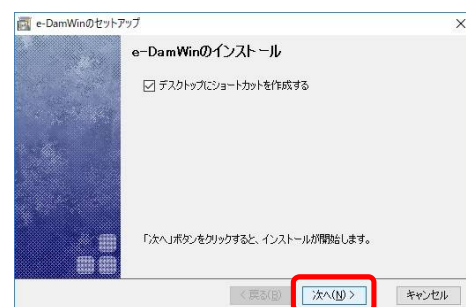 e-DamWinのセットアップ
e-DamWinのインストール
デスクトップにショートカットを作成する
「次へ」ボタンをクリックすると、インストールが開始します。
< 戻る(B)
次へ(N) >
キャンセル